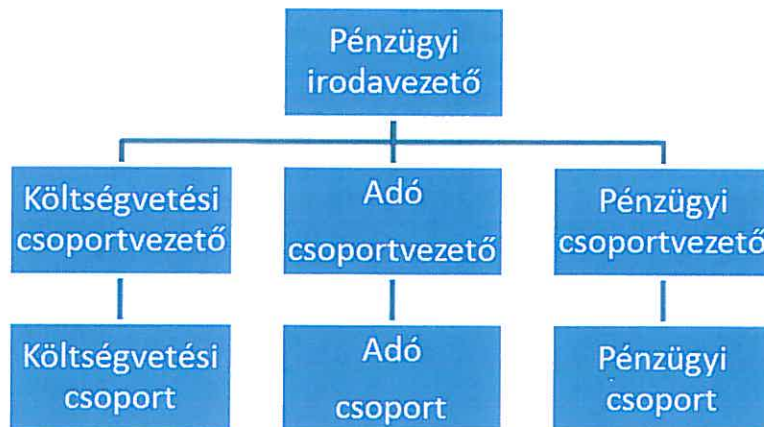 Pénzügyi
irodavezető
Költségvetési
csoportvezető
Adó
csoportvezető
Pénzügyi
csoportvezető
Költségvetési
csoport
Adó
csoport
Pénzügyi
csoport